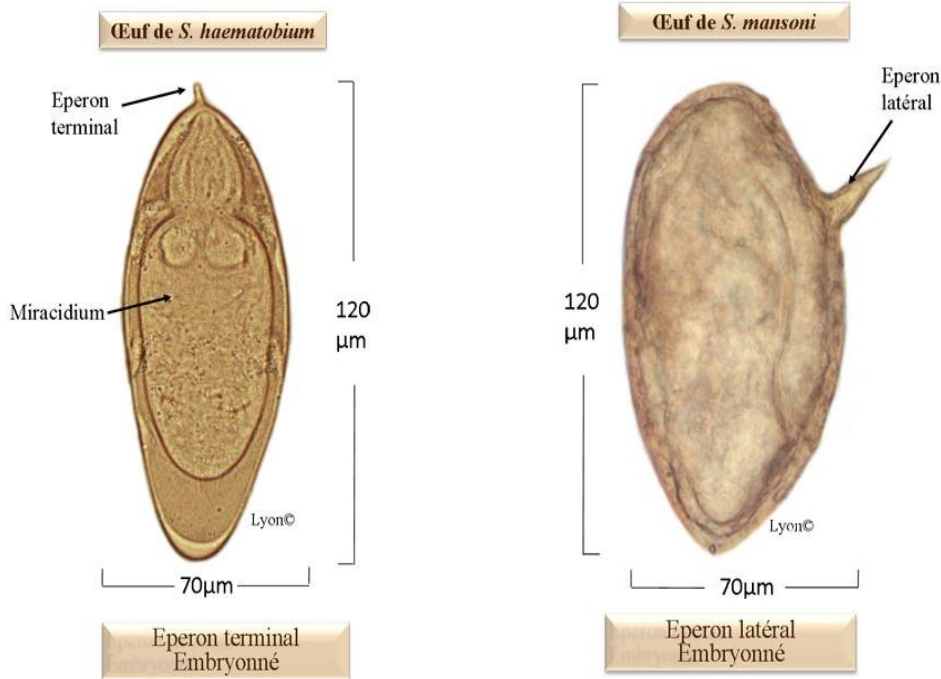 Œuf de S. haematobium
Eperon
terminal
Miracidium
120
µm
Lyon©
70µm
Eperon terminal
Embryonné
Œuf de S. mansoni
Eperon
latéral
120
µm
Lyon©
70µm
Eperon latéral
Embryonné